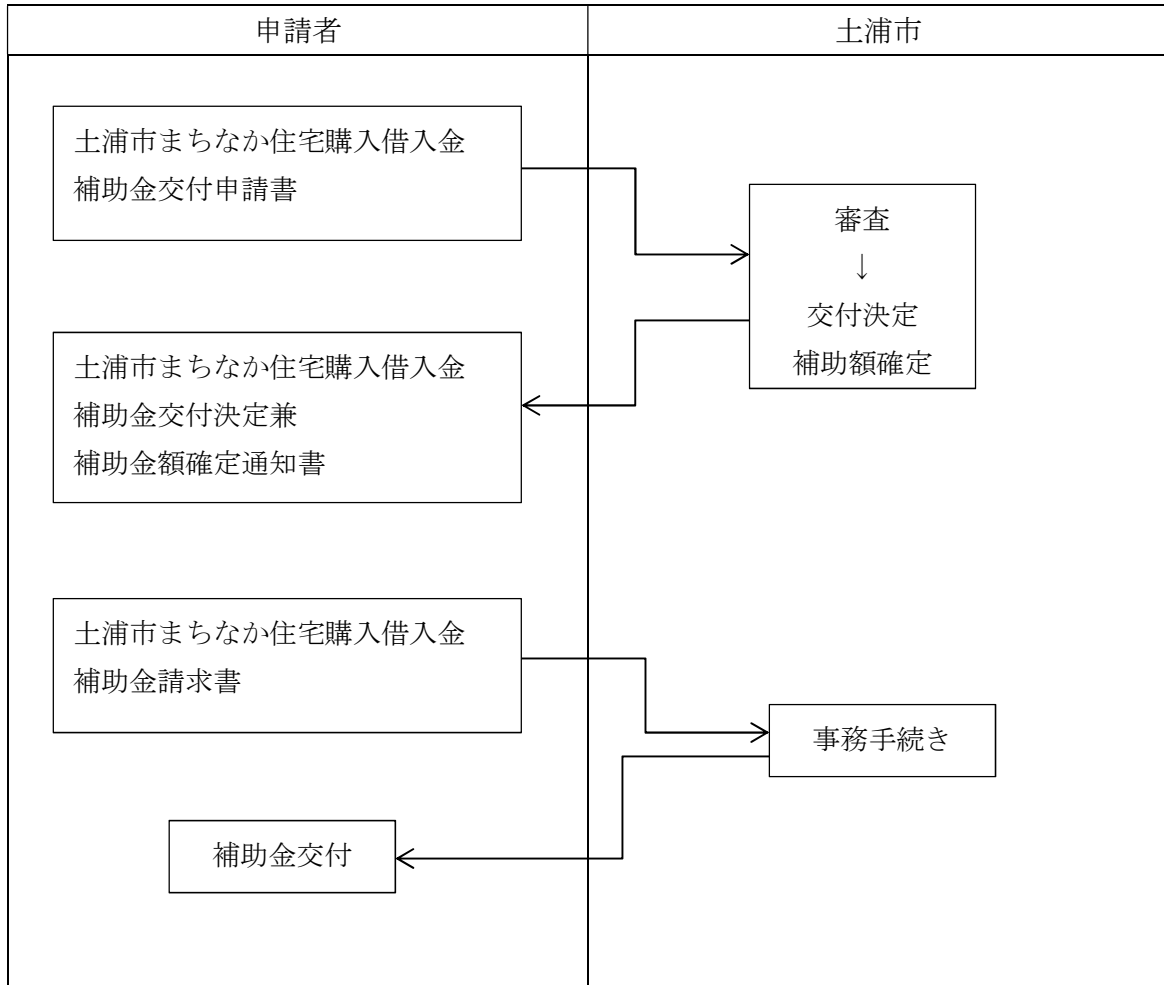 申請者
土浦市
土浦市まちなか住宅購入借入金
補助金交付申請書
審査
↓
交付決定
補助額確定
土浦市まちなか住宅購入借入金
補助金交付決定兼
補助金額確定通知書
土浦市まちなか住宅購入借入金
補助金請求書
事務手続き
補助金交付